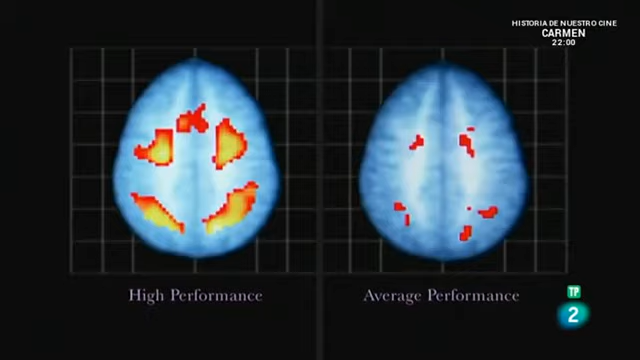 HISTORIA DE NUESTRO CINE
CARMEN
22:00
High Performance
Average Performance
TP
2